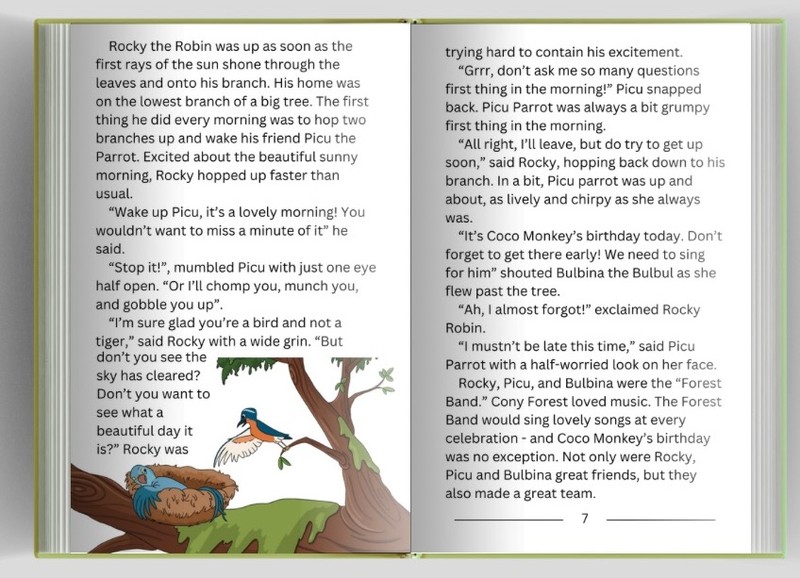 Rocky the Robin was up as soon as the
first rays of the sun shone through the
leaves and onto his branch. His home was
on the lowest branch of a big tree. The first
thing he did every morning was to hop two
branches up and wake his friend Picu the
Parrot. Excited about the beautiful sunny
morning, Rocky hopped up faster than
usual.
“Wake up Picu, it’s a lovely morning! You
wouldn’t want to miss a minute of it” he
said.
“Stop it!”, mumbled Picu with just one eye
half open. “Or I’ll chomp you, munch you,
and gobble you up”.
“I’m sure glad you’re a bird and not a
tiger,” said Rocky with a wide grin. “But
don’t you see the
sky has cleared?
Don’t you want to
see what a
beautiful day it
is?” Rocky was
trying hard to contain his excitement.
“Grrr, don’t ask me so many questions
first thing in the morning!” Picu snapped
back. Picu Parrot was always a bit grumpy
first thing in the morning.
“All right, I’ll leave, but do try to get up
soon,” said Rocky, hopping back down to his
branch. In a bit, Picu parrot was up and
about, as lively and chirpy as she always
was.
“It’s Coco Monkey’s birthday today. Don’t
forget to get there early! We need to sing
for him” shouted Bulbina the Bulbul as she
flew past the tree.
“Ah, I almost forgot!” exclaimed Rocky
Robin.
“I mustn’t be late this time,” said Picu
Parrot with a half-worried look on her face.
Rocky, Picu, and Bulbina were the “Forest
Band.” Cony Forest loved music. The Forest
Band would sing lovely songs at every
celebration - and Coco Monkey’s birthday
was no exception. Not only were Rocky,
Picu and Bulbina great friends, but they
also made a great team.
7